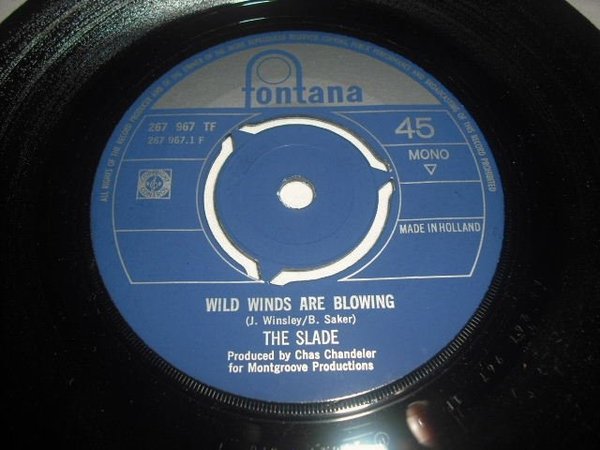 fontana
267 967 TF
267 967.1 F
45
MONO
MADE IN HOLLAND
WILD WINDS ARE BLOWING
(J. Winsley/B. Saker)
THE SLADE
Produced by Chas Chandeler
for Montgroove Productions